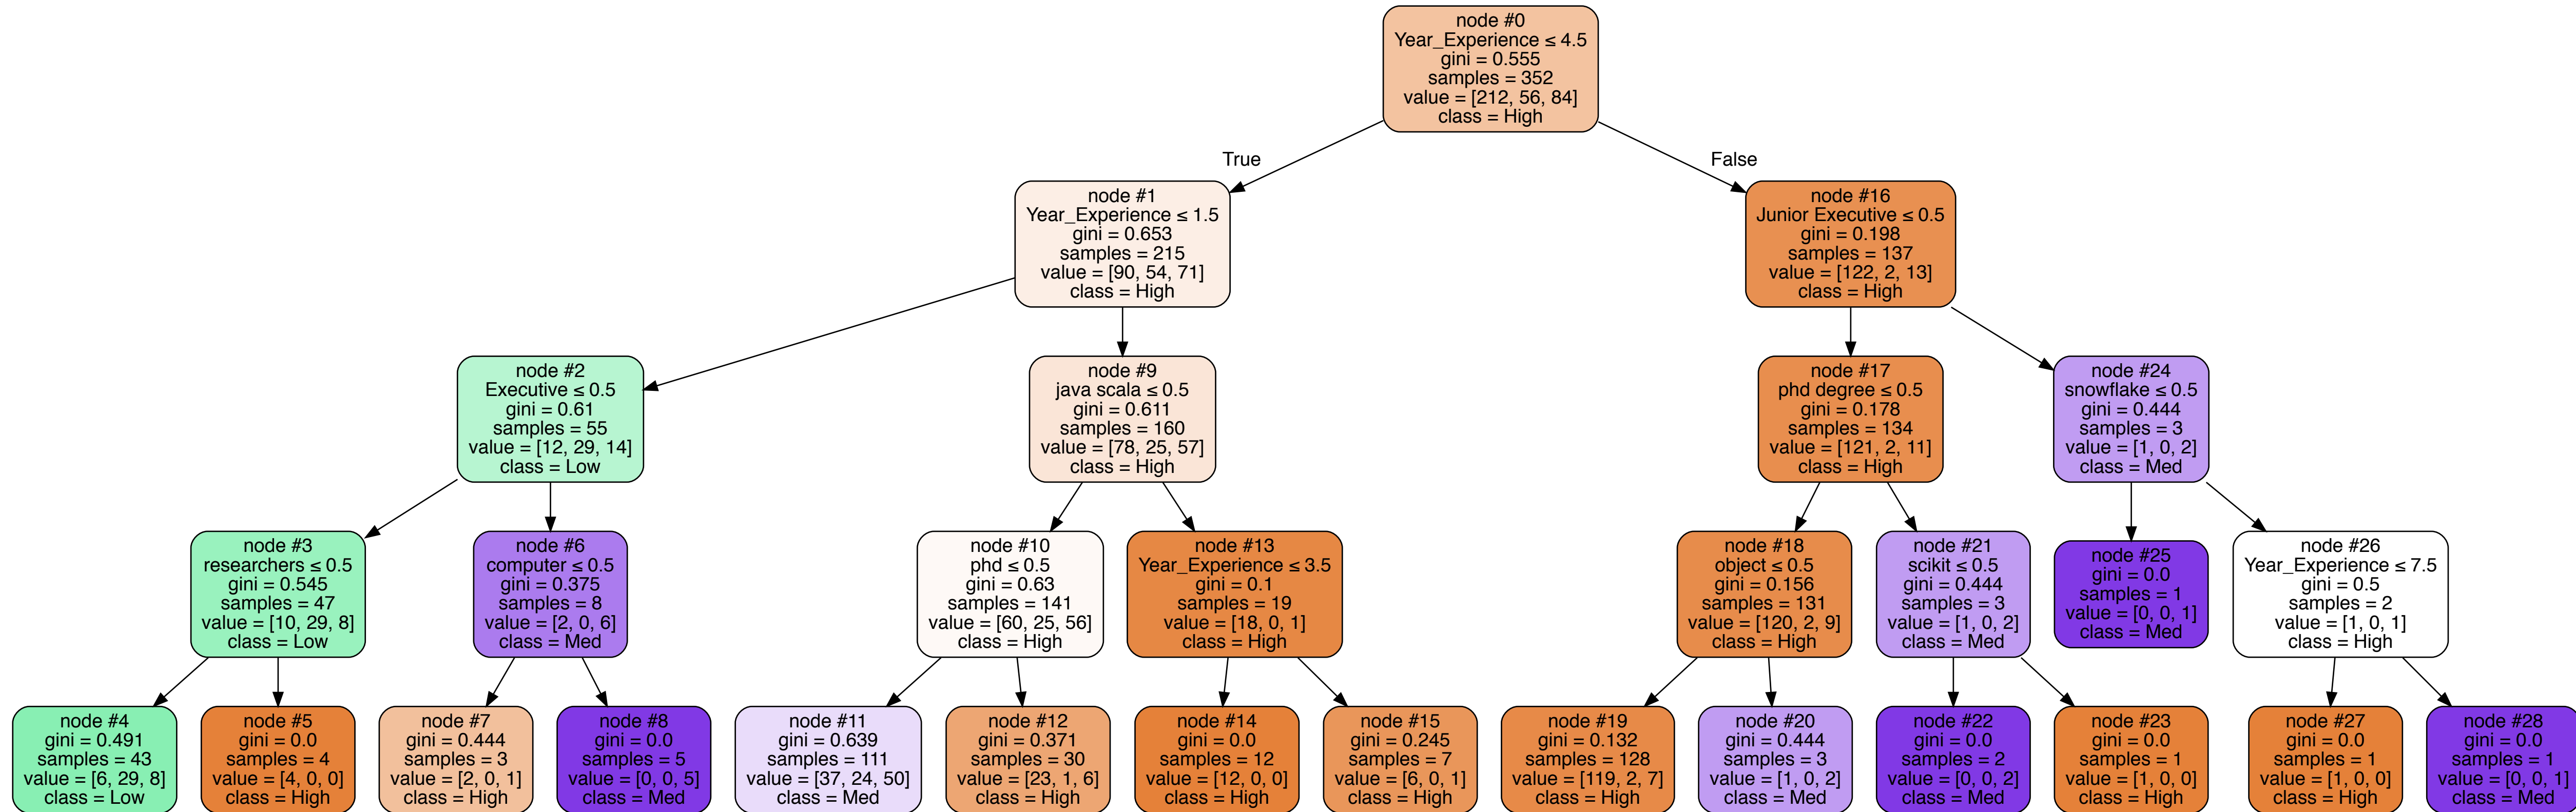 node #0
Year_Experience ≤ 4.5
gini = 0.555
samples = 352
value = [212, 56, 84]
class = High
True
False
node #1
Year_Experience ≤ 1.5
gini = 0.653
samples = 215
value = [90, 54, 71]
class = High
node #16
Junior Executive ≤ 0.5
gini = 0.198
samples = 137
value = [122, 2, 13]
class = High
node #2
Executive ≤ 0.5
gini = 0.61
samples = 55
value = [12, 29, 14]
class = Low
node #9
java scala ≤ 0.5
gini = 0.611
samples = 160
value = [78, 25, 57]
class = High
node #17
phd degree ≤ 0.5
gini = 0.178
samples = 134
value = [121, 2, 11]
class = High
node #24
snowflake ≤ 0.5
gini = 0.444
samples = 3
value = [1, 0, 2]
class = Med
node #3
researchers ≤ 0.5
gini = 0.545
samples = 47
value = [10, 29, 8]
class = Low
node #6
computer ≤ 0.5
gini = 0.375
samples = 8
value = [2, 0, 6]
class = Med
node #10
phd ≤ 0.5
gini = 0.63
samples = 141
value = [60, 25, 56]
class = High
node #13
Year_Experience ≤ 3.5
gini = 0.1
samples = 19
value = [18, 0, 1]
class = High
node #18
object ≤ 0.5
gini = 0.156
samples = 131
value = [120, 2, 9]
class = High
node #21
scikit ≤ 0.5
gini = 0.444
samples = 3
value = [1, 0, 2]
class = Med
node #25
gini = 0.0
samples = 1
value = [0, 0, 1]
class = Med
node #26
Year_Experience ≤ 7.5
gini = 0.5
samples = 2
value = [1, 0, 1]
class = High
node #4
gini = 0.491
samples = 43
value = [6, 29, 8]
class = Low
node #5
gini = 0.0
samples = 4
value = [4, 0, 0]
class = High
node #7
gini = 0.444
samples = 3
value = [2, 0, 1]
class = High
node #8
gini = 0.0
samples = 5
value = [0, 0, 5]
class = Med
node #11
gini = 0.639
samples = 111
value = [37, 24, 50]
class = Med
node #12
gini = 0.371
samples = 30
value = [23, 1, 6]
class = High
node #14
gini = 0.0
samples = 12
value = [12, 0, 0]
class = High
node #15
gini = 0.245
samples = 7
value = [6, 0, 1]
class = High
node #19
gini = 0.132
samples = 128
value = [119, 2, 7]
class = High
node #20
gini = 0.444
samples = 3
value = [1, 0, 2]
class = Med
node #22
gini = 0.0
samples = 2
value = [0, 0, 2]
class = Med
node #23
gini = 0.0
samples = 1
value = [1, 0, 0]
class = High
node #27
gini = 0.0
samples = 1
value = [1, 0, 0]
class = High
node #28
gini = 0.0
samples = 1
value = [0, 0, 1]
class = Med